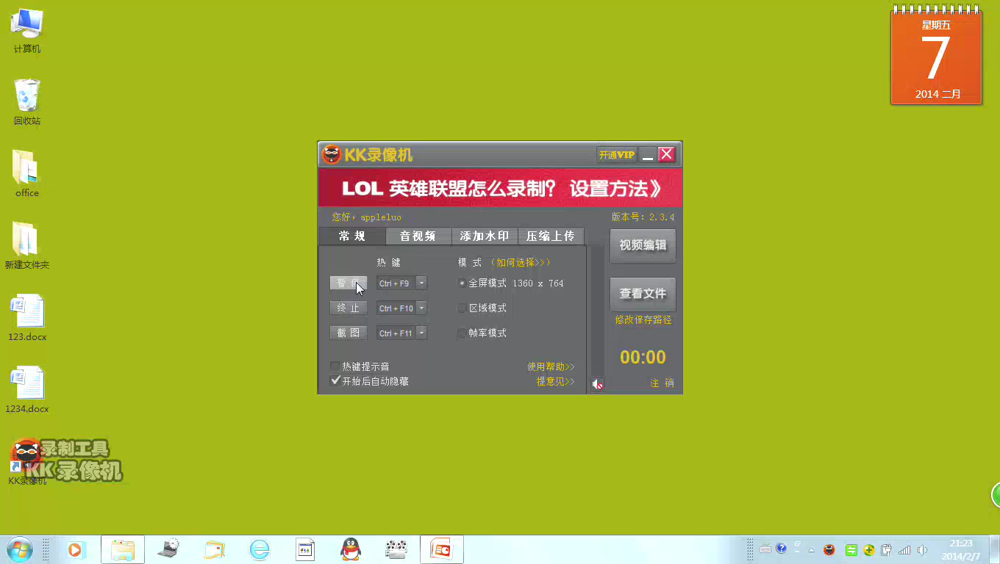 计算机
回收站
office
新建文件夹
123.docx
1234.docx
录制工具
KK 录像机
KK录像机
星期五
7
2014 二月
KK录像机
开通VIP
LOL 英雄联盟怎么录制? 设置方法》
您好，appleluo
版本号：2.3.4
常 规
音视频
添加水印
压缩上传
热 键
模 式 (如何选择>>)
暂 停
Ctrl + F9
全屏模式 1360 x 764
终 止
Ctrl + F10
区域模式
截 图
Ctrl + F11
帧率模式
热键提示音
使用帮助>>
开始后自动隐藏
提意见>>
视频编辑
查看文件
修改保存路径
00:00
注 销
21:23
2014/2/7